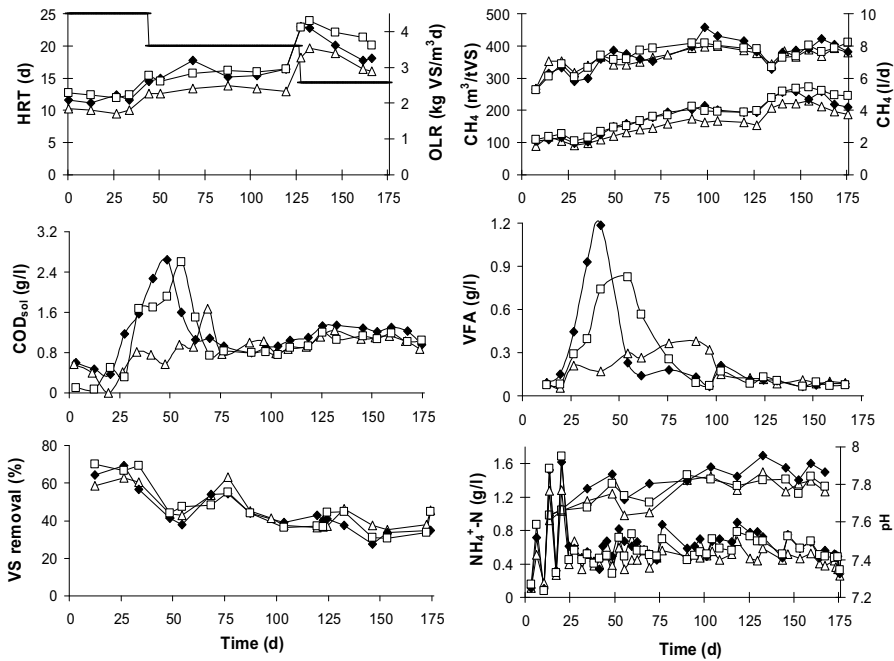 25
20
15
10
5
0
HRT (d)
4
3
2
1
0
OLR (kg VS/m³d)
0 25 50 75 100 125 150 175
500
400
300
200
100
0
CH₄ (m³/tVS)
10
8
6
4
2
0
CH₄(l/d)
0 25 50 75 100 125 150 175
3.2
2.4
1.6
0.8
0
COD_sol (g/l)
0 25 50 75 100 125 150 175
1.2
0.9
0.6
0.3
0
VFA (g/l)
0 25 50 75 100 125 150 175
80
60
40
20
0
VS removal (%)
0 25 50 75 100 125 150 175
Time (d)
1.6
1.2
0.8
0.4
0
NH₄⁺-N (g/l)
8
7.8
7.6
7.4
7.2
pH
0 25 50 75 100 125 150 175
Time (d)